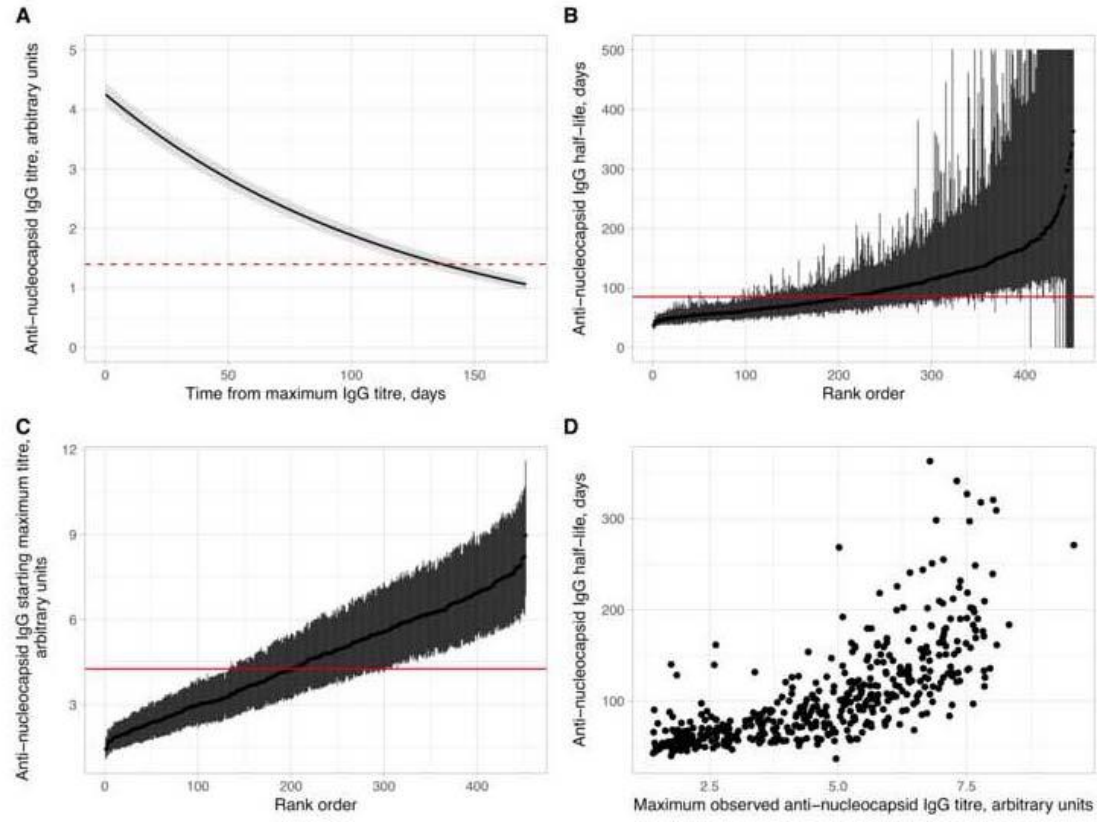 A
Anti−nucleocapsid IgG titre, arbitrary units
5
4
3
2
1
0
0 50 100 150
Time from maximum IgG titre, days
B
Anti−nucleocapsid IgG half−life, days
500
400
300
200
100
0
0 100 200 300 400
Rank order
C
Anti−nucleocapsid IgG starting maximum titre,
arbitrary units
12
9
6
3
0 100 200 300 400
Rank order
D
Anti−nucleocapsid IgG half−life, days
300
200
100
2.5 5.0 7.5
Maximum observed anti−nucleocapsid IgG titre, arbitrary units